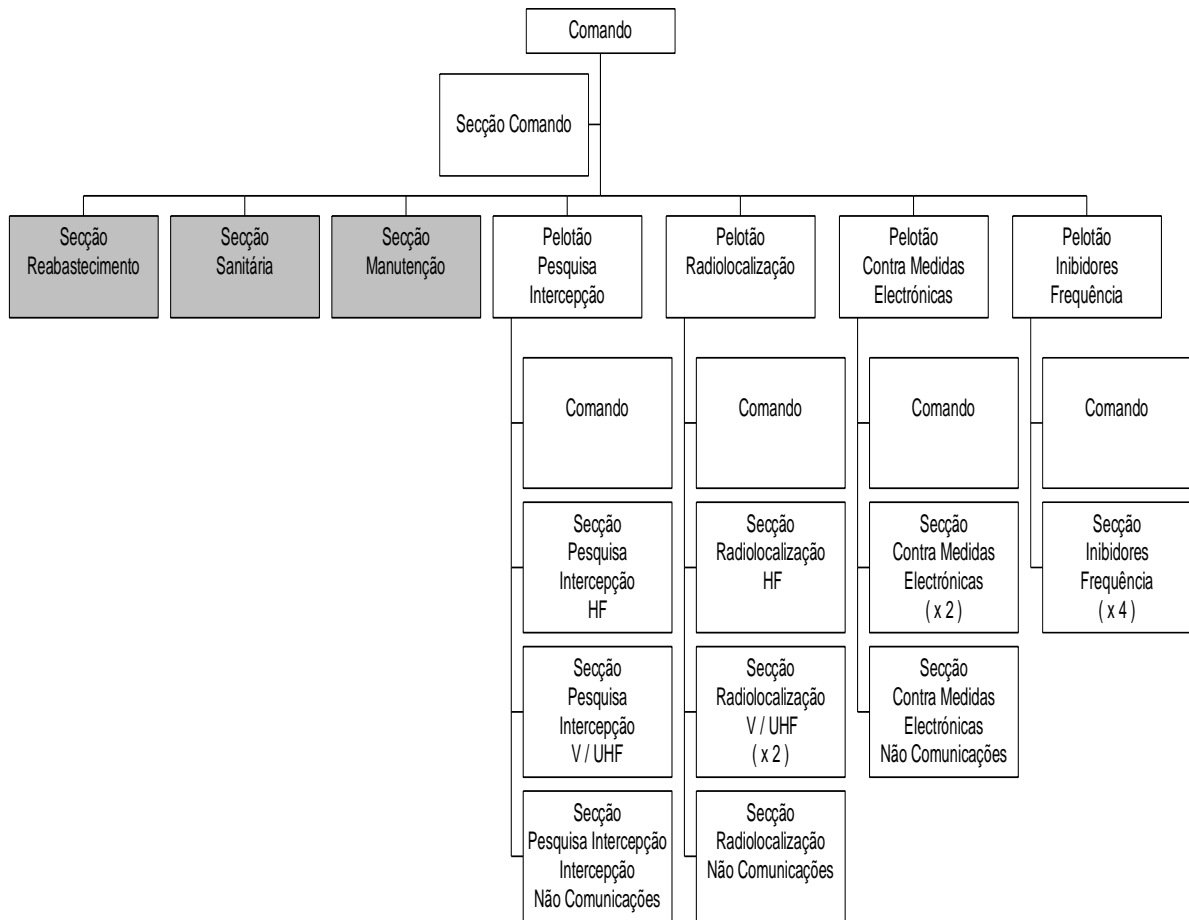 Comando
Secção Comando
Secção
Reabastecimento
Secção
Sanitária
Secção
Manutenção
Pelotão
Pesquisa
Intercepção
Pelotão
Radiolocalização
Pelotão
Contra Medidas
Electrónicas
Pelotão
Inibidores
Frequência
Comando
Comando
Comando
Comando
Secção
Pesquisa
Intercepção
HF
Secção
Radiolocalização
HF
Secção
Contra Medidas
Electrónicas
( x 2 )
Secção
Inibidores
Frequência
( x 4 )
Secção
Pesquisa
Intercepção
V / UHF
Secção
Radiolocalização
V / UHF
( x 2 )
Secção
Contra Medidas
Electrónicas
Não Comunicações
Secção
Pesquisa Intercepção
Intercepção
Não Comunicações
Secção
Radiolocalização
Não Comunicações